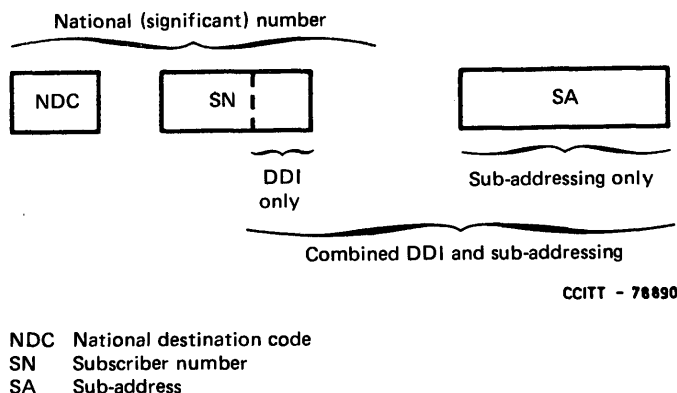 National (significant) number
NDC
SN
SA
DDI
only
Sub-addressing only
Combined DDI and sub-addressing
CCITT - 78890
NDC National destination code
SN Subscriber number
SA Sub-address